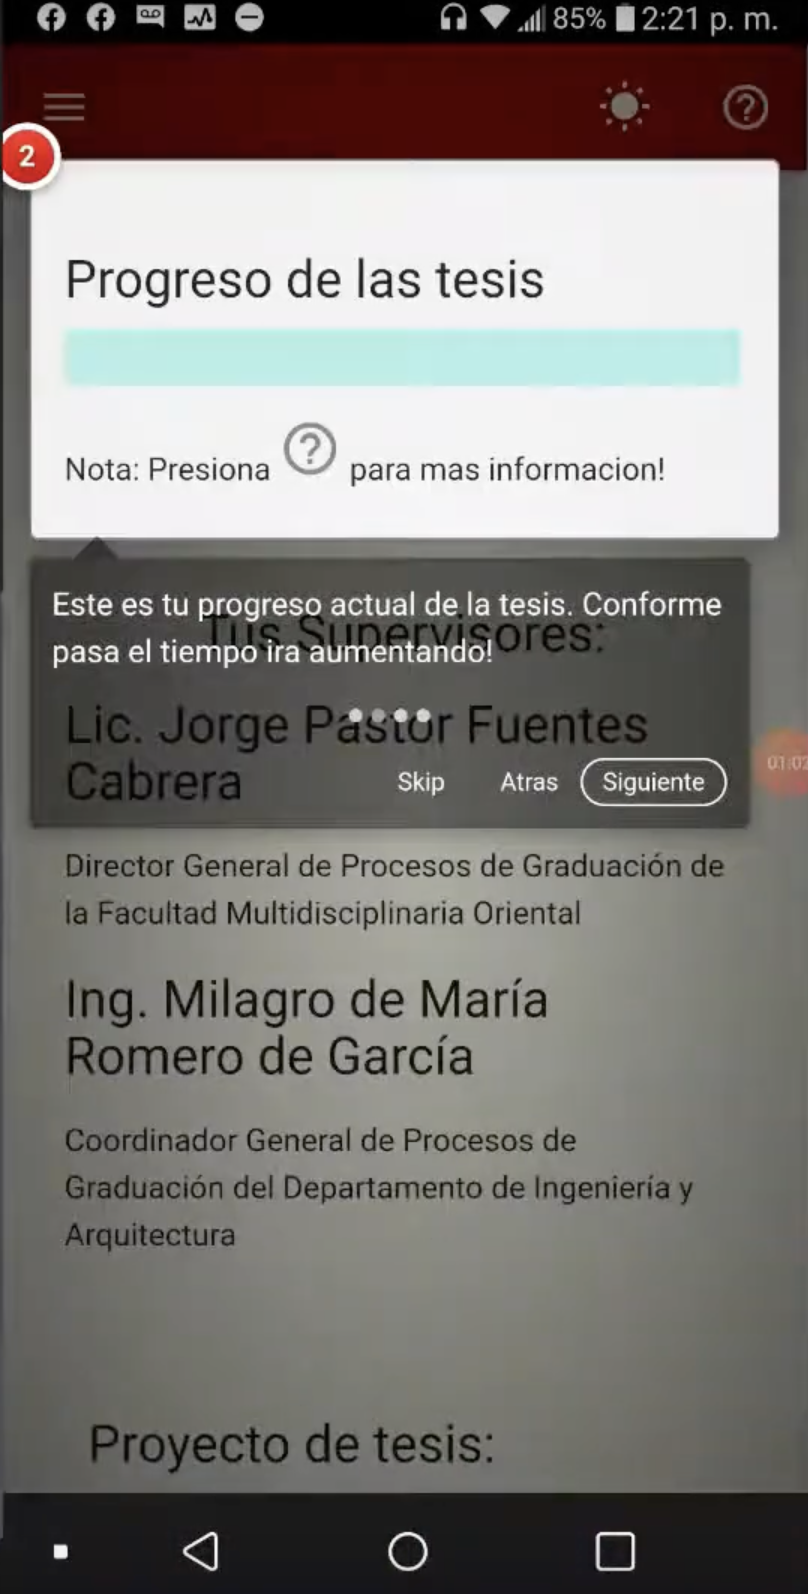 85% 2:21 p. m.
2
Progreso de las tesis
Nota: Presiona ? para mas informacion!
Este es tu progreso actual de la tesis. Conforme
pasa el tiempo ira aumentando!
Tus Supervisores:
Lic. Jorge Pastor Fuentes
Cabrera
Skip Atras Siguiente
01:02
Director General de Procesos de Graduación de
la Facultad Multidisciplinaria Oriental
Ing. Milagro de María
Romero de García
Coordinador General de Procesos de
Graduación del Departamento de Ingeniería y
Arquitectura
Proyecto de tesis: